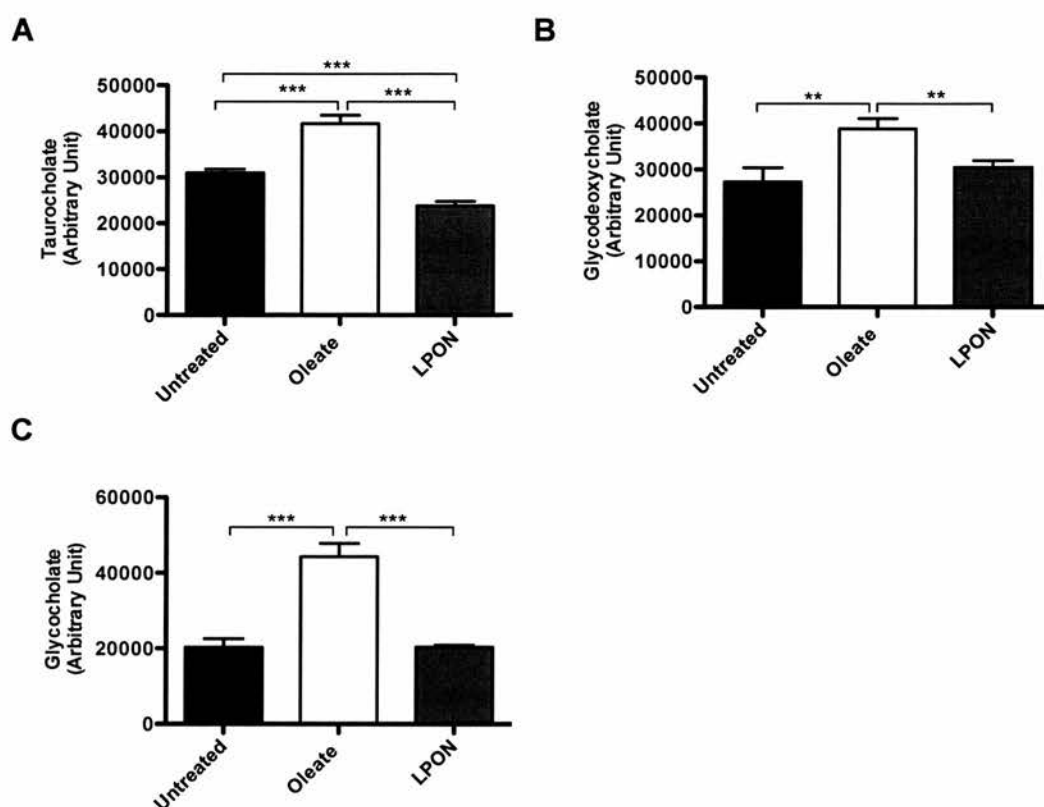 A
Taurocholate
(Arbitrary Unit)
50000
40000
30000
20000
10000
0
***
***
***
Untreated
Oleate
LPON
B
Glycodeoxycholate
(Arbitrary Unit)
50000
40000
30000
20000
10000
0
**
**
Untreated
Oleate
LPON
C
Glycocholate
(Arbitrary Unit)
60000
40000
20000
0
***
***
Untreated
Oleate
LPON